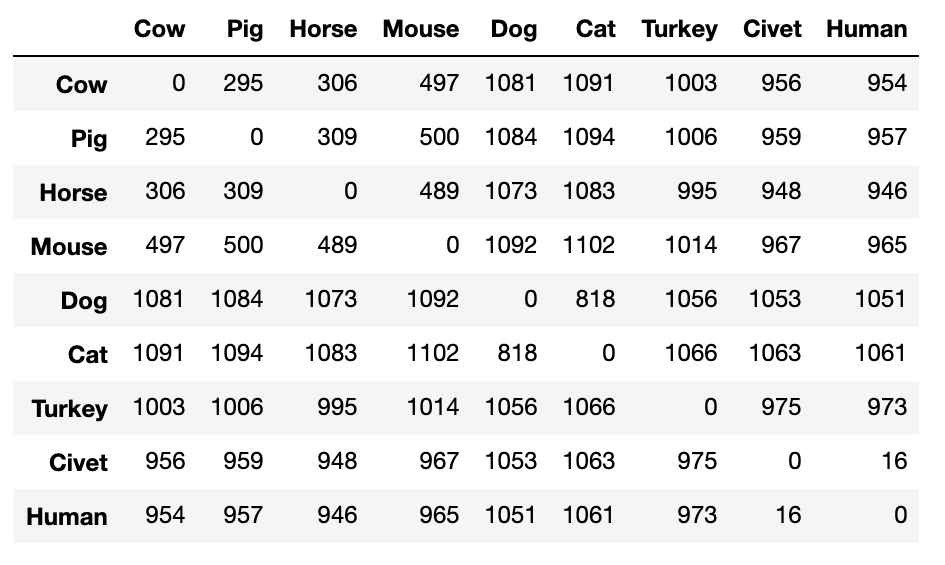 Cow Pig Horse Mouse Dog Cat Turkey Civet Human
Cow 0 295 306 497 1081 1091 1003 956 954
Pig 295 0 309 500 1084 1094 1006 959 957
Horse 306 309 0 489 1073 1083 995 948 946
Mouse 497 500 489 0 1092 1102 1014 967 965
Dog 1081 1084 1073 1092 0 818 1056 1053 1051
Cat 1091 1094 1083 1102 818 0 1066 1063 1061
Turkey 1003 1006 995 1014 1056 1066 0 975 973
Civet 956 959 948 967 1053 1063 975 0 16
Human 954 957 946 965 1051 1061 973 16 0